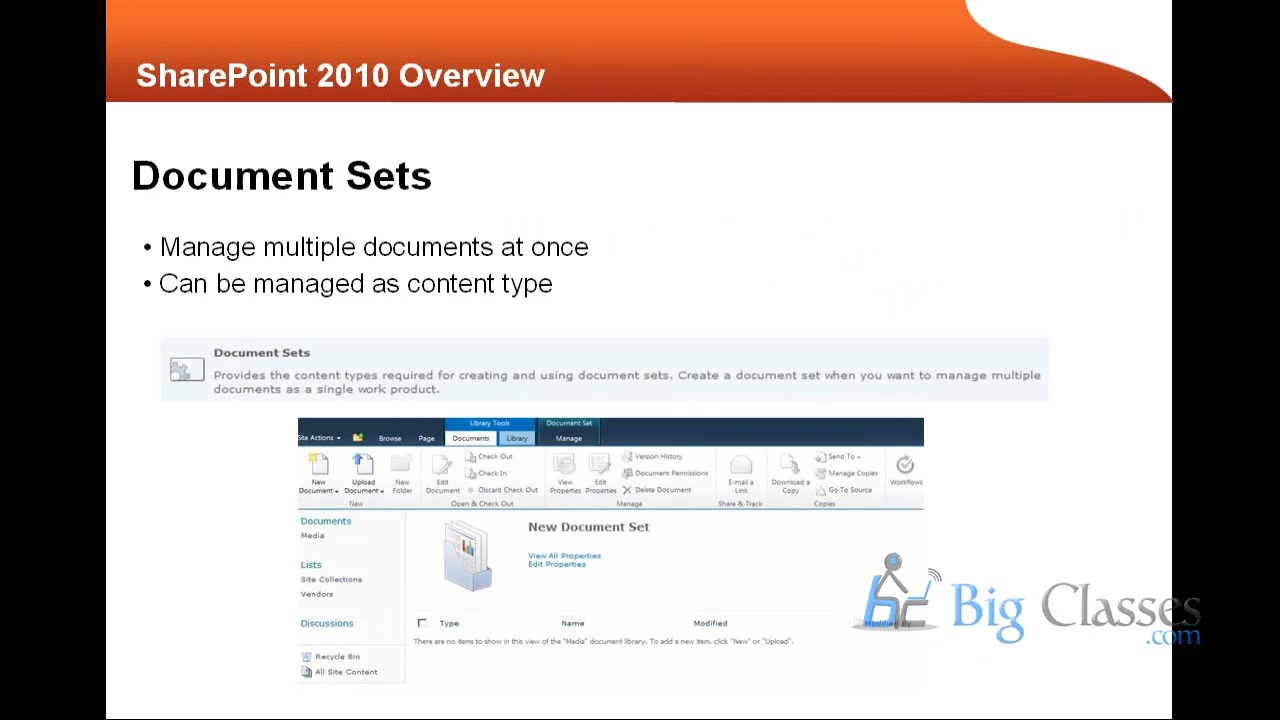 SharePoint 2010 Overview
Document Sets
• Manage multiple documents at once
• Can be managed as content type
Document Sets
Provides the content types required for creating and using document sets. Create a document set when you want to manage multiple
documents as a single work product.
Library Tools
Document Set
Site Actions
Browse
Page
Documents
Library
Manage
New Document
Upload Document
New Folder
New
Edit Document
Check Out
Check In
Discard Check Out
Open & Check Out
View Properties
Edit Properties
Version History
Document Permissions
Delete Document
Manage
E-mail a Link
Share & Track
Download a Copy
Send To
Manage Copies
Go To Source
Copies
Workflows
Documents
Media
Lists
Site Collections
Vendors
Discussions
Recycle Bin
All Site Content
New Document Set
View All Properties
Edit Properties
Type Name Modified Modified By
There are no items to show in this view of the "Media" document library. To add a new item, click "New" or "Upload".
Big Classes
.com